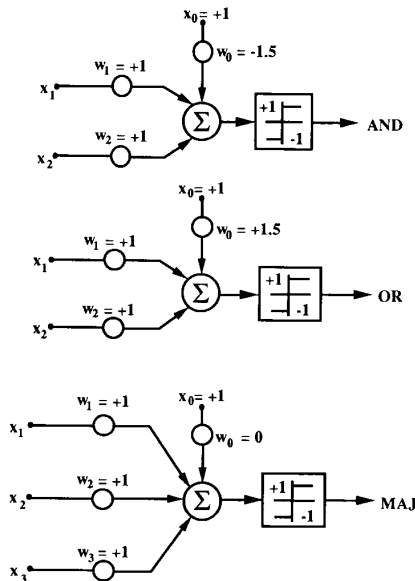 x0= +1
w1 = +1
w0 = -1.5
x1
Σ
+1
-1
AND
w2 = +1
x2
x0= +1
w1 = +1
w0 = +1.5
x1
Σ
+1
-1
OR
w2 = +1
x2
w1 = +1
x0= +1
x1
w0 = 0
w2 = +1
x2
Σ
+1
-1
MAJ
w3 = +1
x3